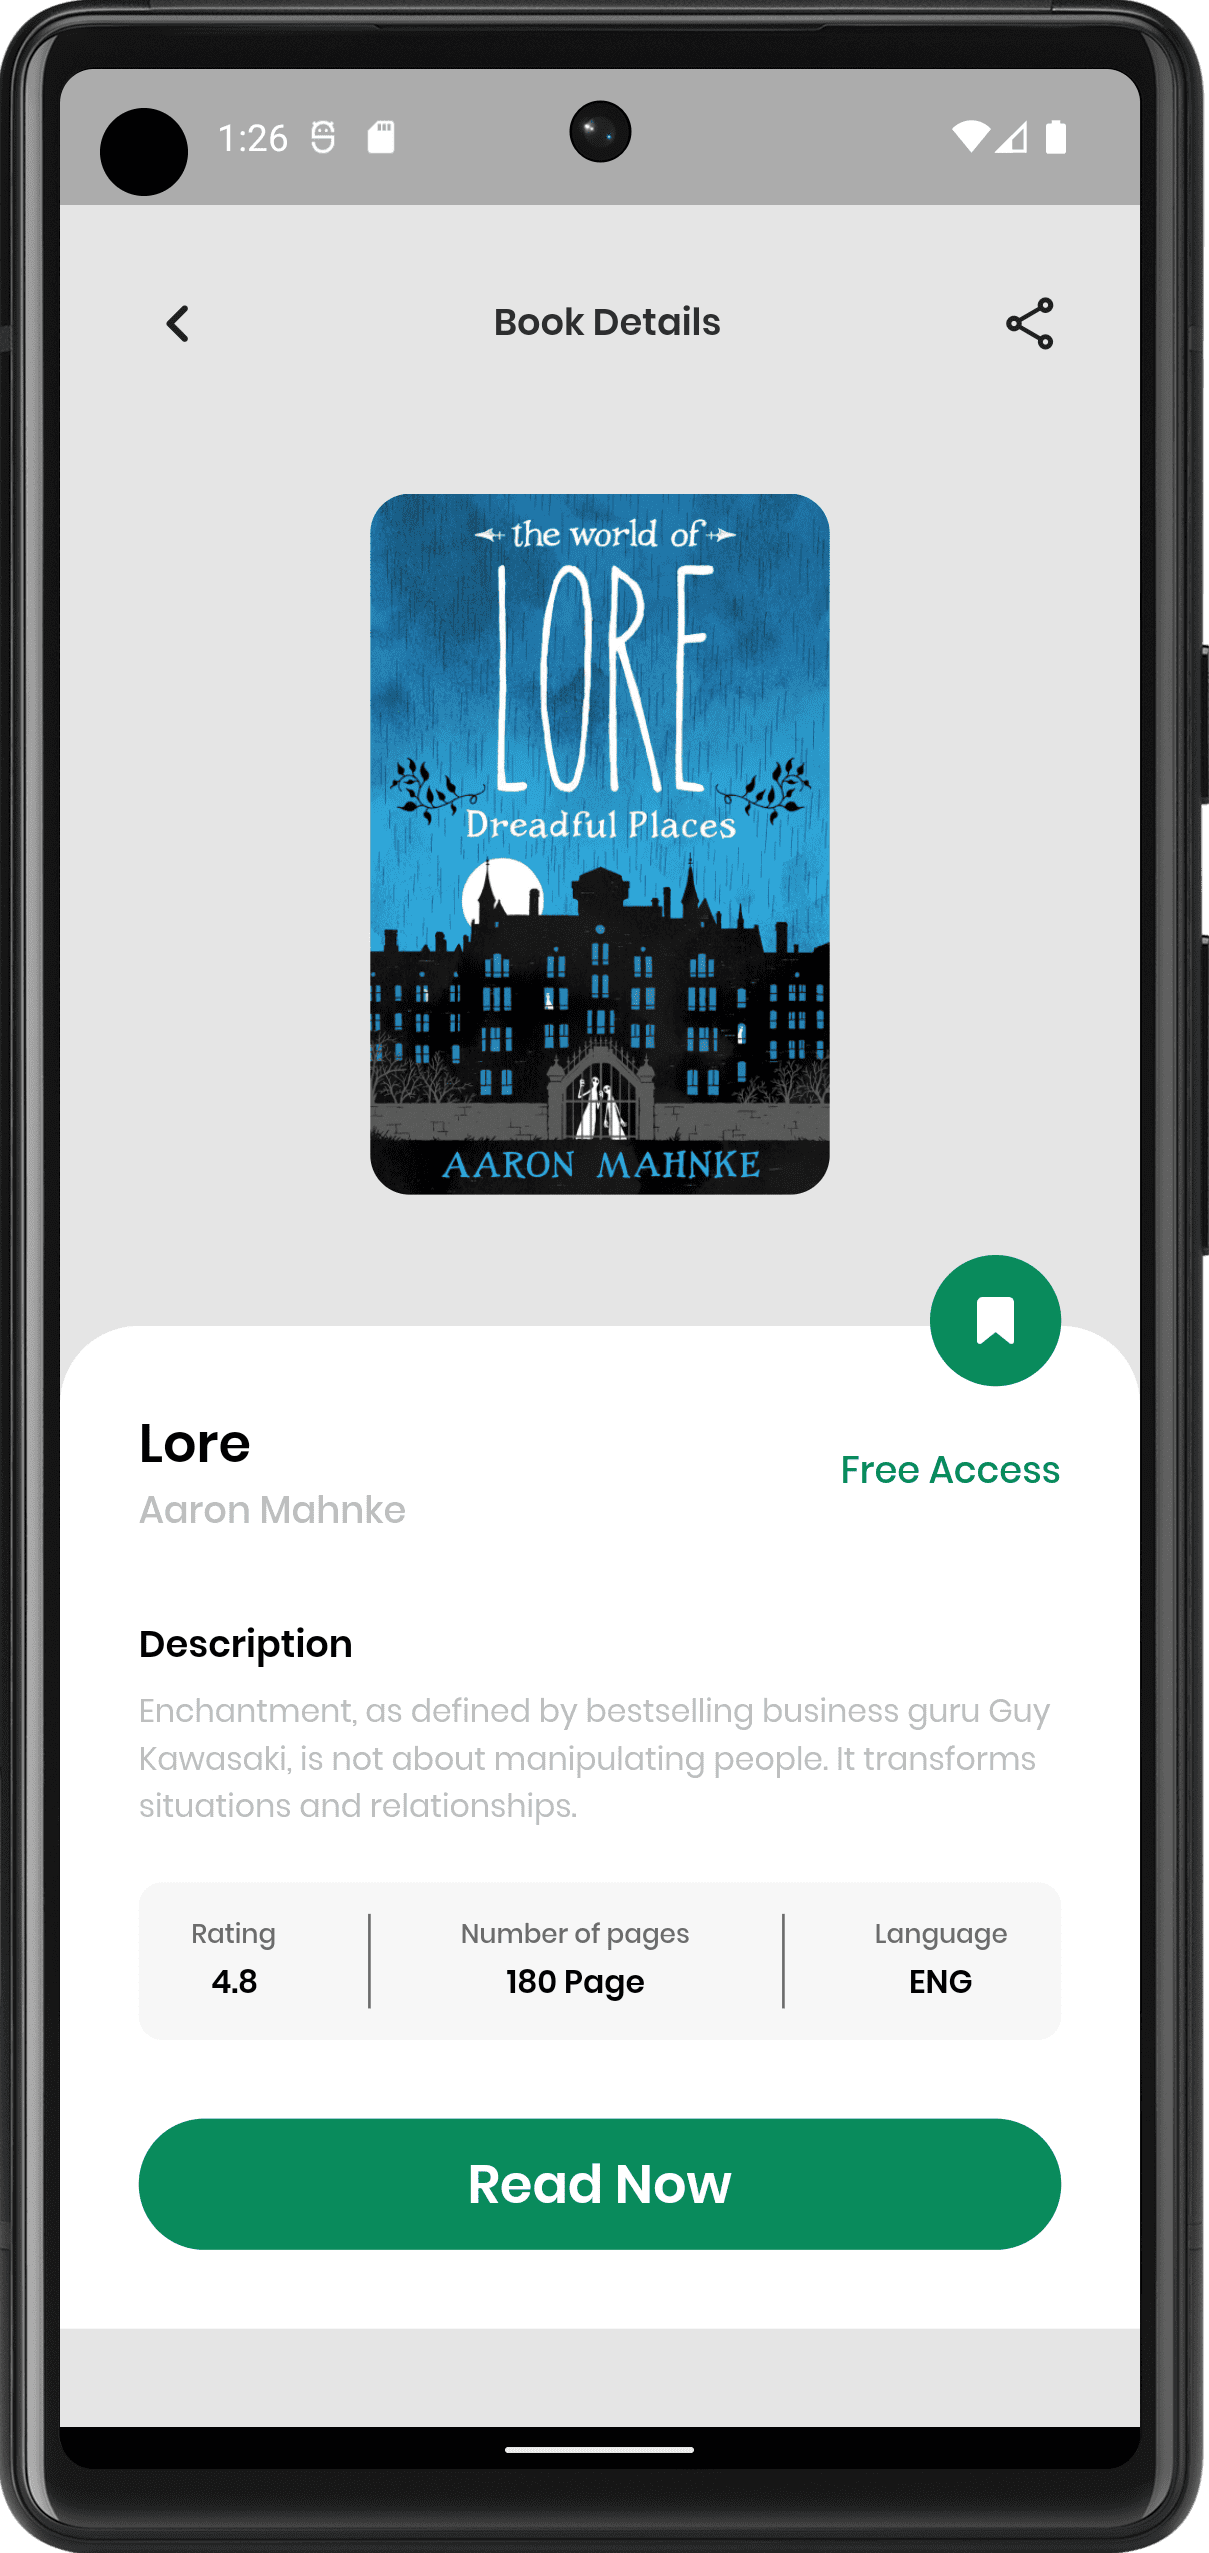 1:26
Book Details
the world of
LORE
Dreadful Places
AARON MAHNKE
Lore
Free Access
Aaron Mahnke
Description
Enchantment, as defined by bestselling business guru Guy
Kawasaki, is not about manipulating people. It transforms
situations and relationships.
Rating
Number of pages
Language
4.8
180 Page
ENG
Read Now